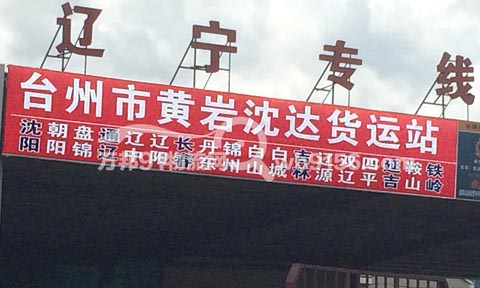 辽宁专线
台州市黄岩沈达货运站
沈朝盘通辽辽长丹锦白白吉辽双四延鞍铁
阳阳锦辽中阳春东州山城林源辽平吉山岭